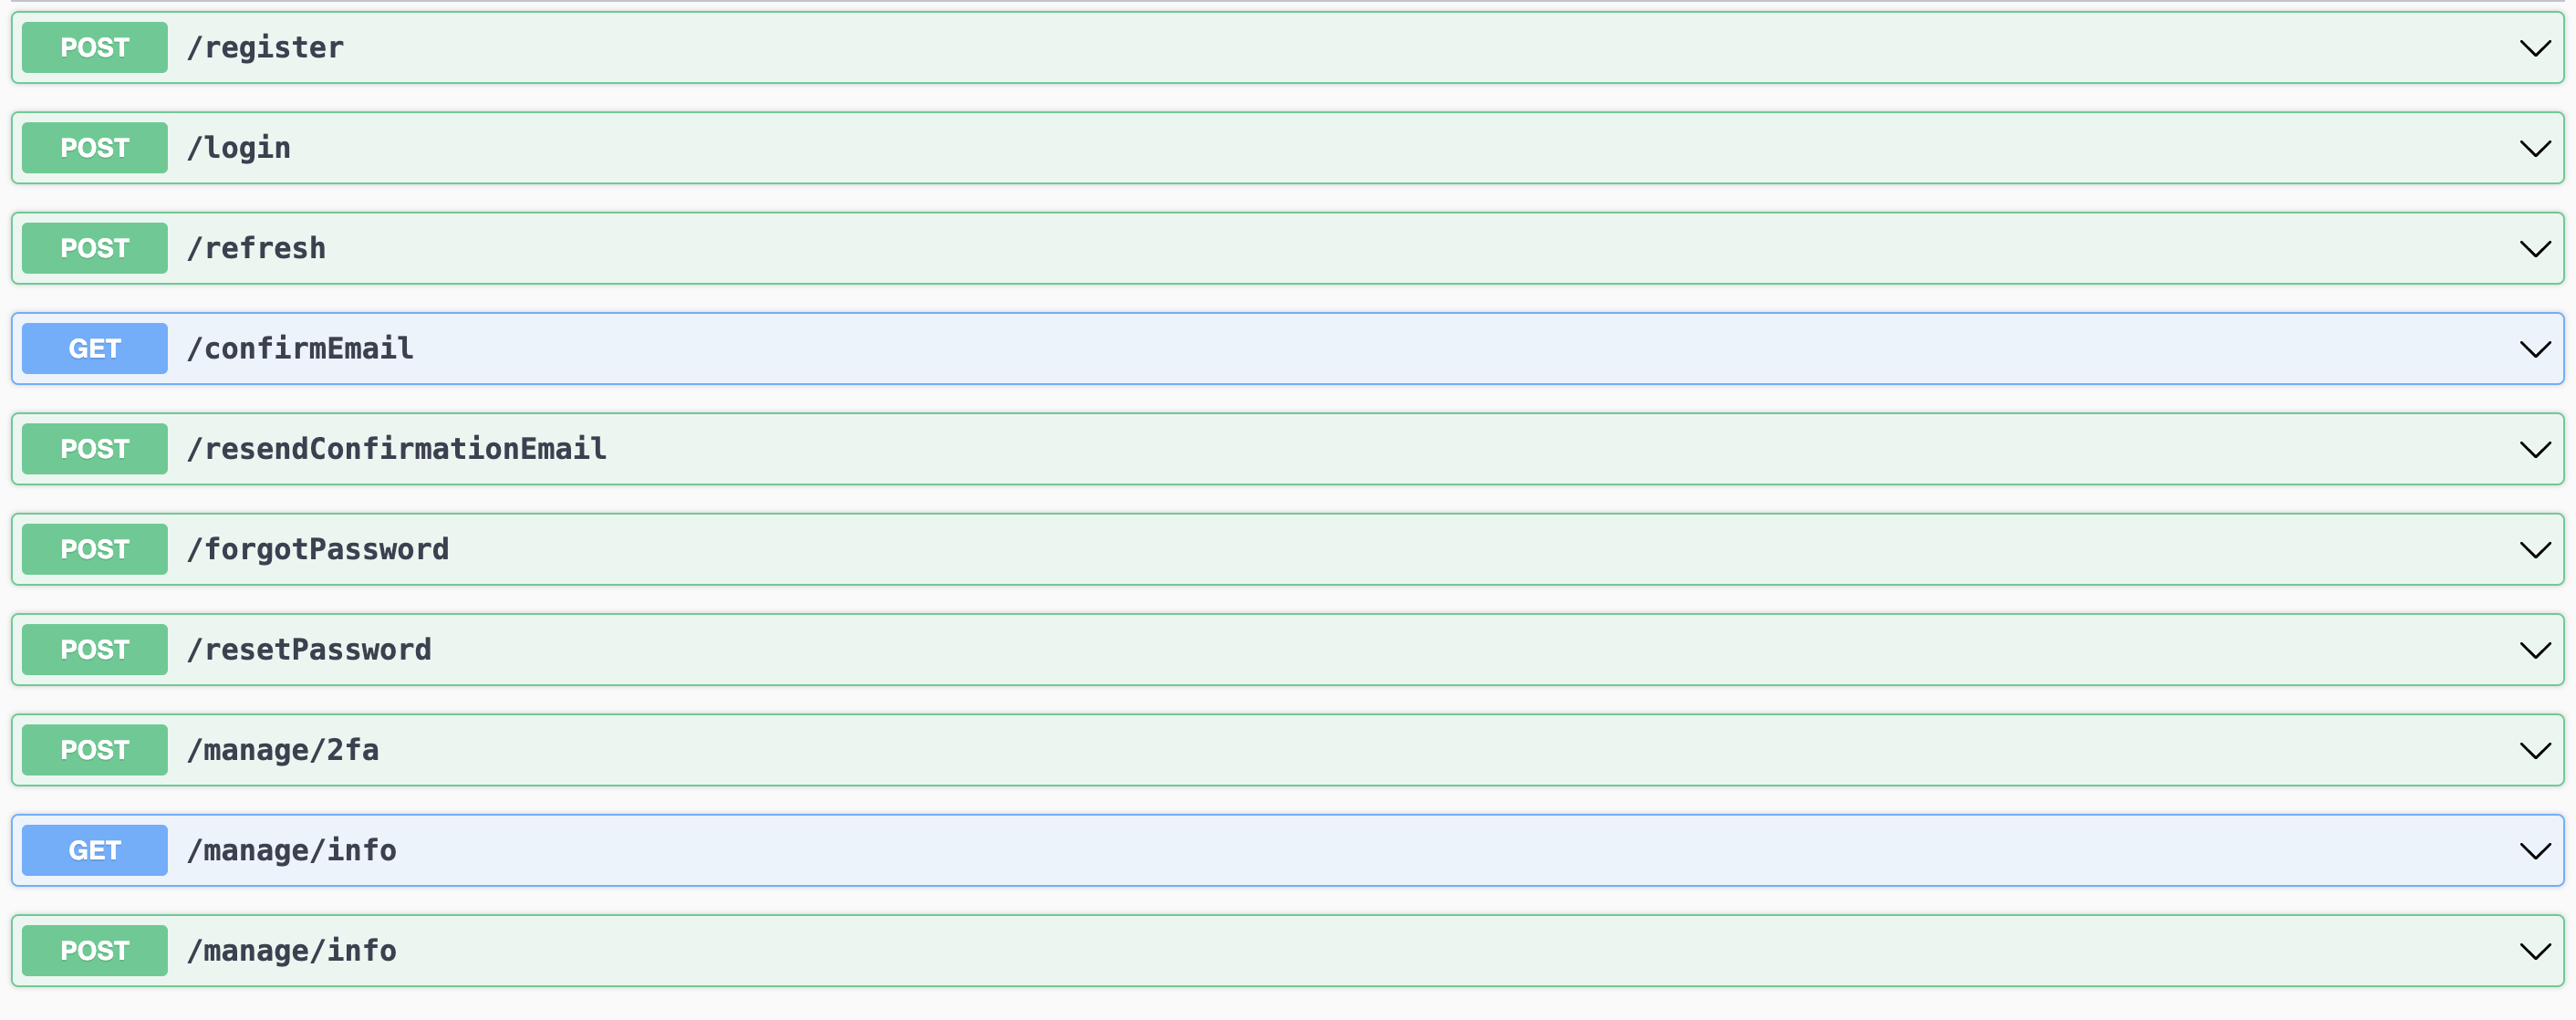 POST /register
POST /login
POST /refresh
GET /confirmEmail
POST /resendConfirmationEmail
POST /forgotPassword
POST /resetPassword
POST /manage/2fa
GET /manage/info
POST /manage/info